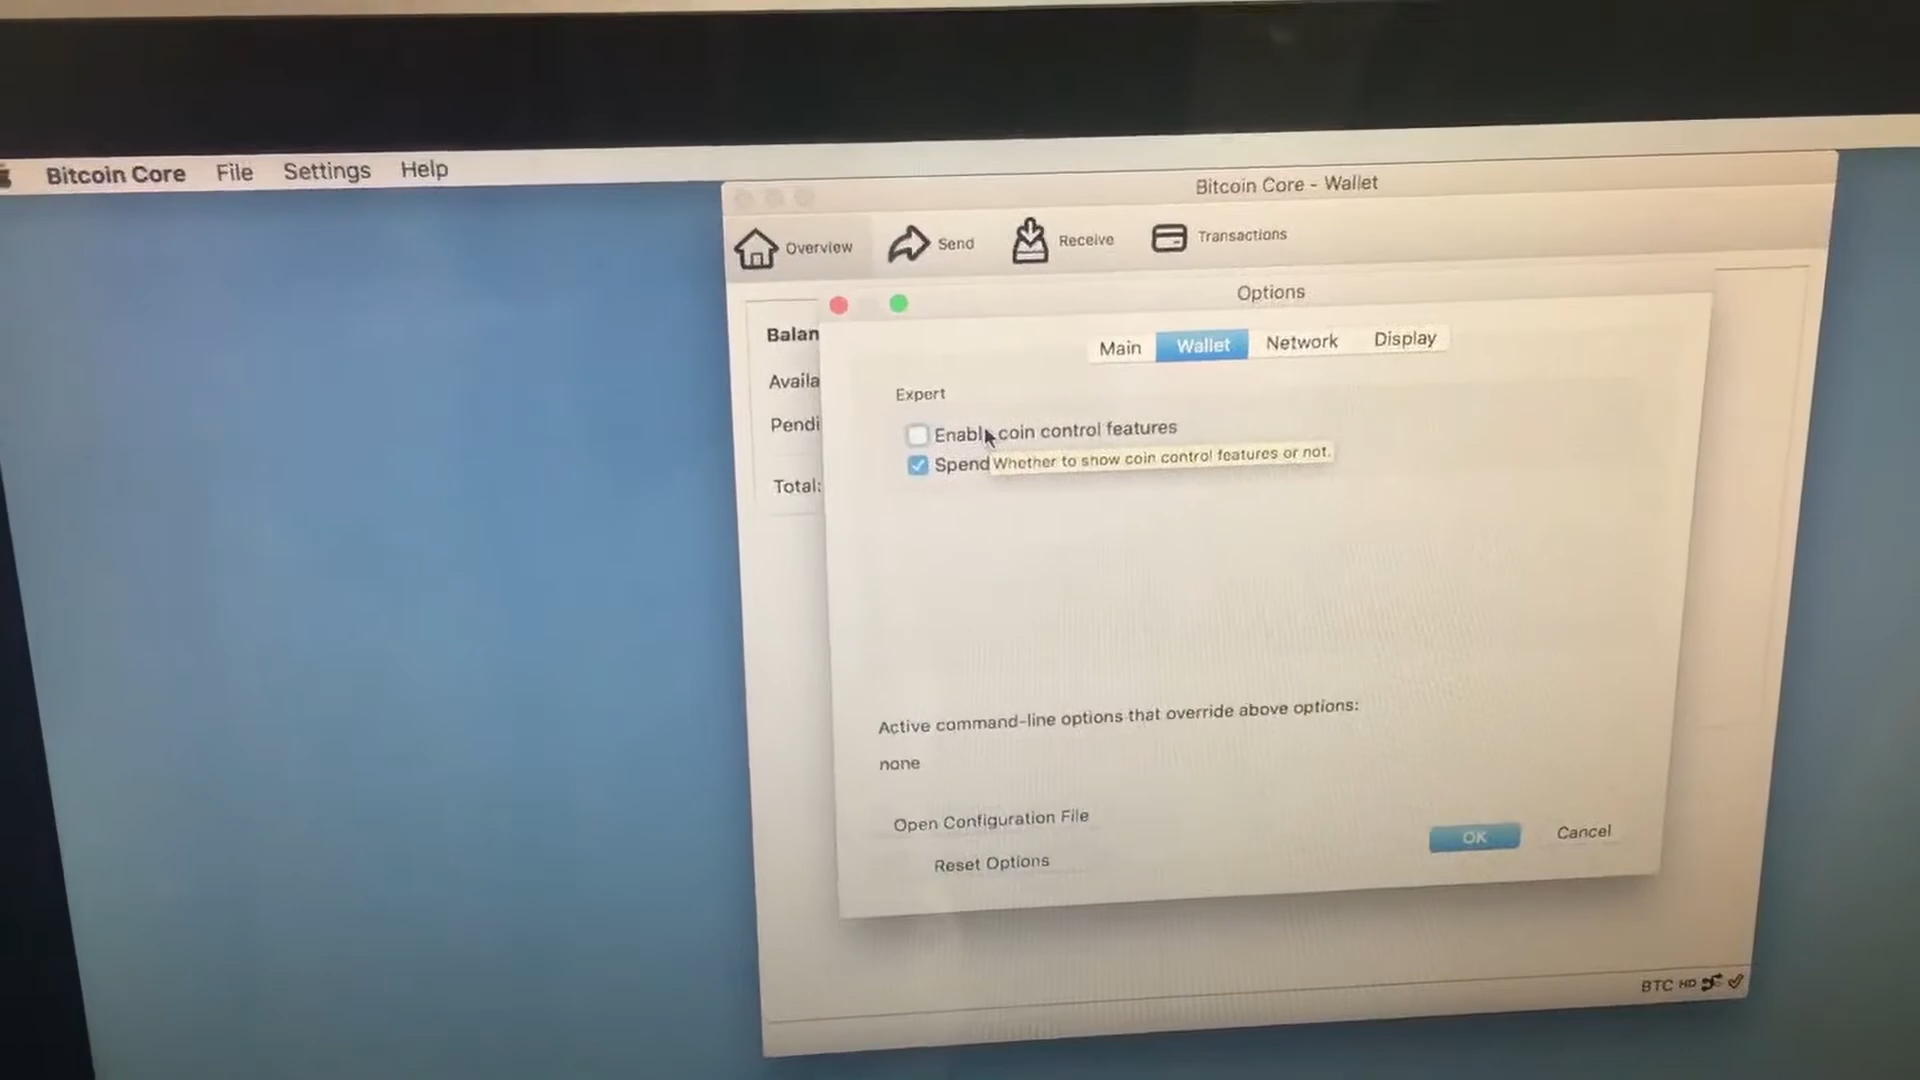 Bitcoin Core File Settings Help
Bitcoin Core - Wallet
Overview Send Receive Transactions
Options
Main Wallet Network Display
Balan
Availa
Pendi
Total:
Expert
Enabl coin control features
Spend
Whether to show coin control features or not.
Active command-line options that override above options:
none
Open Configuration File
Reset Options
OK Cancel
BTC HD